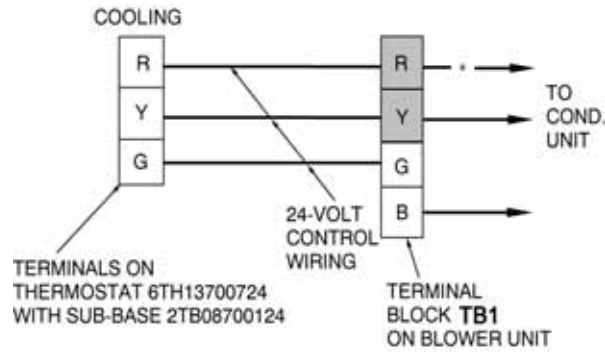 COOLING
R
Y
G
R
Y
G
B
*
TO
COND.
UNIT
24-VOLT
CONTROL
WIRING
TERMINALS ON
THERMOSTAT 6TH13700724
WITH SUB-BASE 2TB08700124
TERMINAL
BLOCK TB1
ON BLOWER UNIT